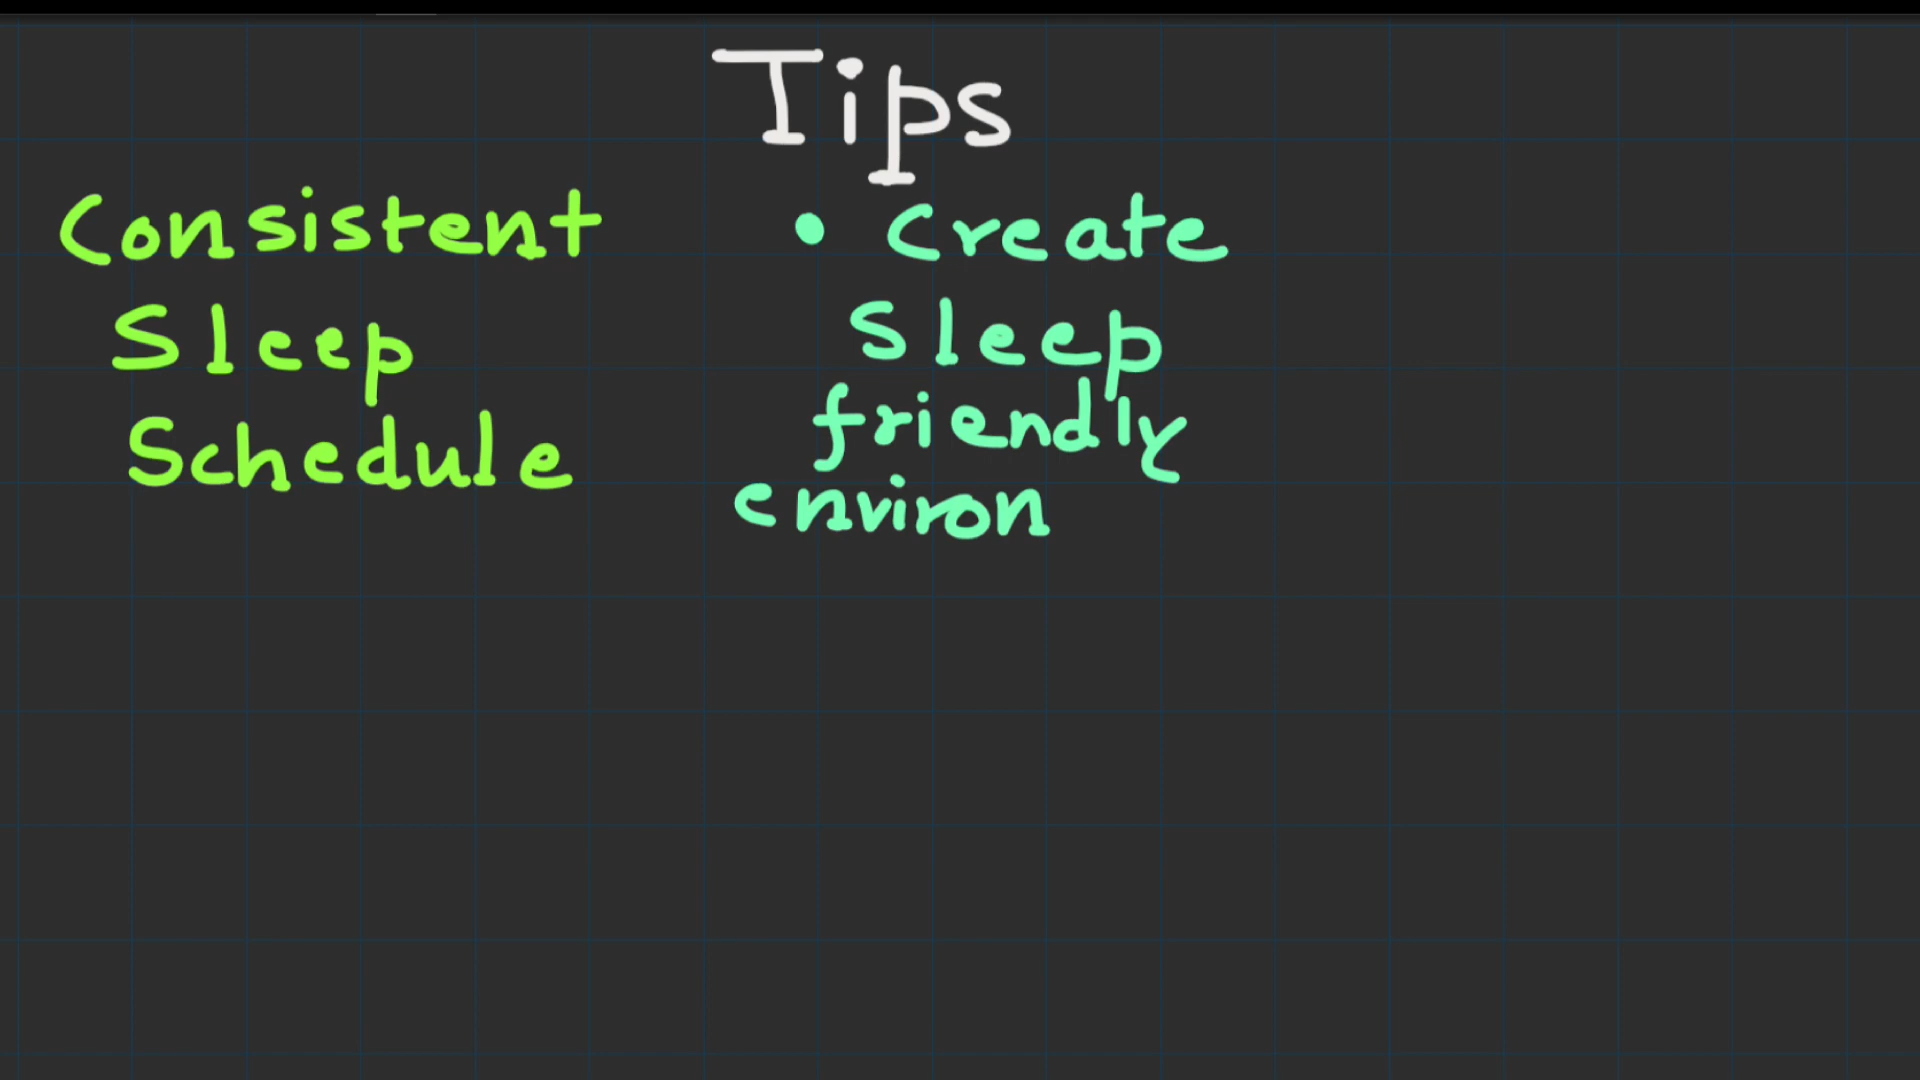 Tips
Consistent
Sleep
Schedule
• Create
Sleep
friendly
environ